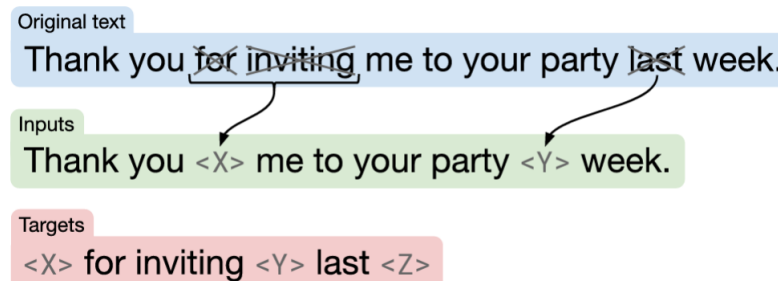 Original text
Thank you for inviting me to your party last week.
Inputs
Thank you <X> me to your party <Y> week.
Targets
<X> for inviting <Y> last <Z>